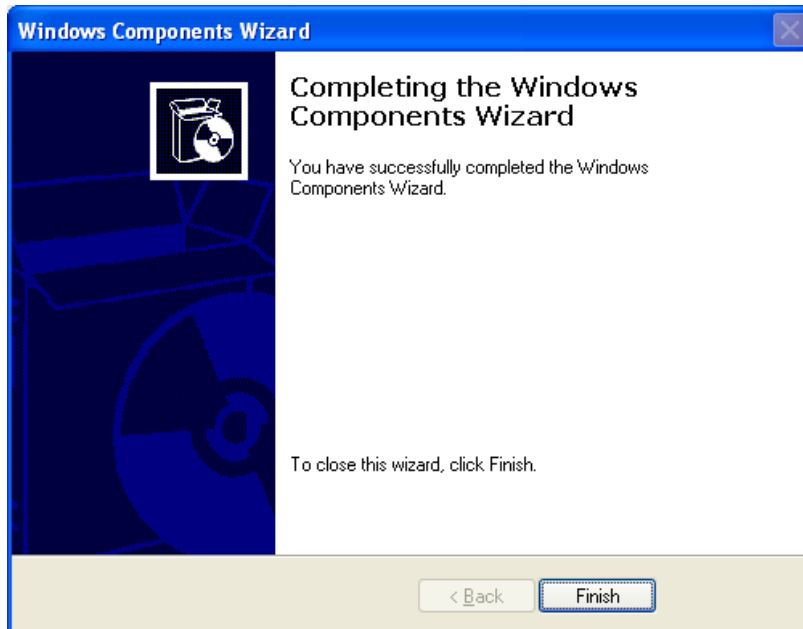 Windows Components Wizard
Completing the Windows
Components Wizard
You have successfully completed the Windows
Components Wizard.
To close this wizard, click Finish.
< Back
Finish